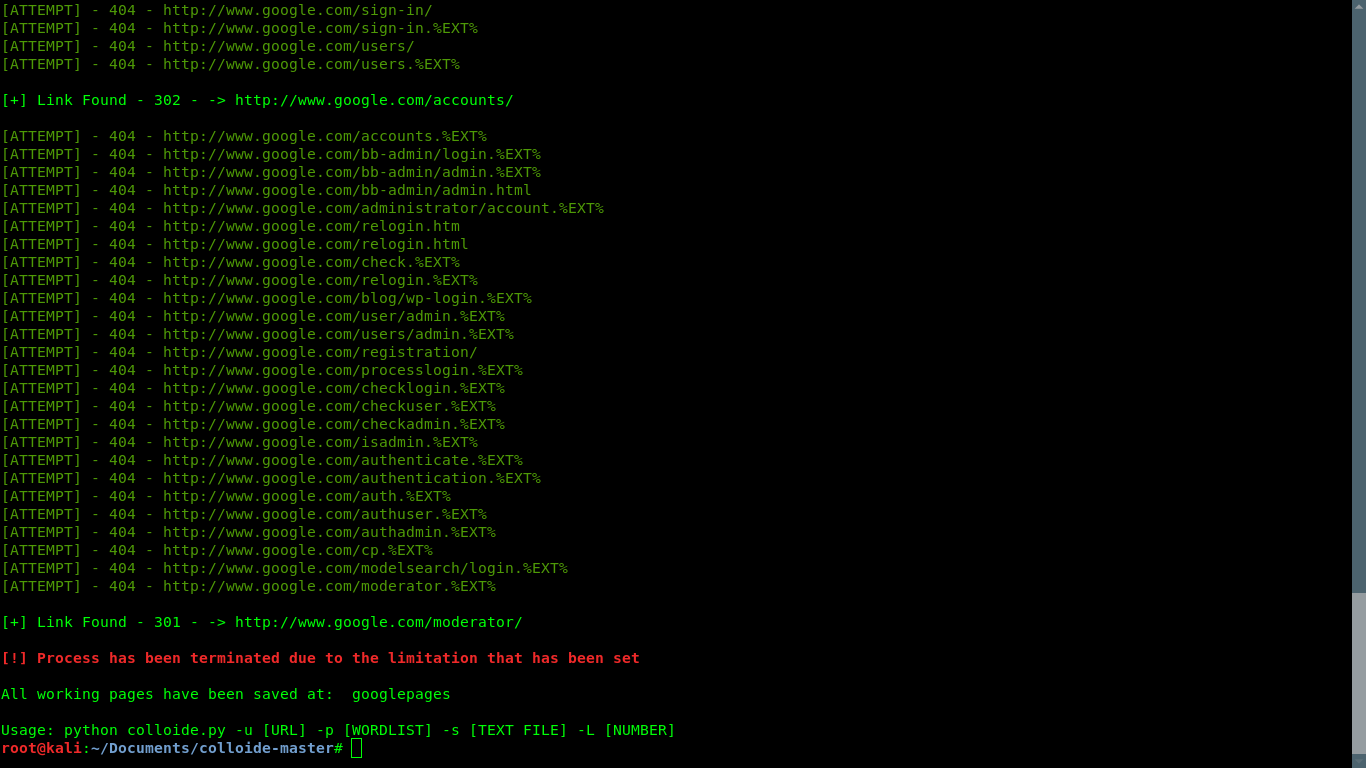 [ATTEMPT] - 404 - http://www.google.com/sign-in/
[ATTEMPT] - 404 - http://www.google.com/sign-in.%EXT%
[ATTEMPT] - 404 - http://www.google.com/users/
[ATTEMPT] - 404 - http://www.google.com/users.%EXT%
[+] Link Found - 302 - -> http://www.google.com/accounts/
[ATTEMPT] - 404 - http://www.google.com/accounts.%EXT%
[ATTEMPT] - 404 - http://www.google.com/bb-admin/login.%EXT%
[ATTEMPT] - 404 - http://www.google.com/bb-admin/admin.%EXT%
[ATTEMPT] - 404 - http://www.google.com/bb-admin/admin.html
[ATTEMPT] - 404 - http://www.google.com/administrator/account.%EXT%
[ATTEMPT] - 404 - http://www.google.com/relogin.htm
[ATTEMPT] - 404 - http://www.google.com/relogin.html
[ATTEMPT] - 404 - http://www.google.com/check.%EXT%
[ATTEMPT] - 404 - http://www.google.com/relogin.%EXT%
[ATTEMPT] - 404 - http://www.google.com/blog/wp-login.%EXT%
[ATTEMPT] - 404 - http://www.google.com/user/admin.%EXT%
[ATTEMPT] - 404 - http://www.google.com/users/admin.%EXT%
[ATTEMPT] - 404 - http://www.google.com/registration/
[ATTEMPT] - 404 - http://www.google.com/processlogin.%EXT%
[ATTEMPT] - 404 - http://www.google.com/checklogin.%EXT%
[ATTEMPT] - 404 - http://www.google.com/checkuser.%EXT%
[ATTEMPT] - 404 - http://www.google.com/checkadmin.%EXT%
[ATTEMPT] - 404 - http://www.google.com/isadmin.%EXT%
[ATTEMPT] - 404 - http://www.google.com/authenticate.%EXT%
[ATTEMPT] - 404 - http://www.google.com/authentication.%EXT%
[ATTEMPT] - 404 - http://www.google.com/auth.%EXT%
[ATTEMPT] - 404 - http://www.google.com/authuser.%EXT%
[ATTEMPT] - 404 - http://www.google.com/authadmin.%EXT%
[ATTEMPT] - 404 - http://www.google.com/cp.%EXT%
[ATTEMPT] - 404 - http://www.google.com/modelsearch/login.%EXT%
[ATTEMPT] - 404 - http://www.google.com/moderator.%EXT%
[+] Link Found - 301 - -> http://www.google.com/moderator/
[!] Process has been terminated due to the limitation that has been set
All working pages have been saved at:  googlepages
Usage: python colloide.py -u [URL] -p [WORDLIST] -s [TEXT FILE] -L [NUMBER]
root@kali:~/Documents/colloide-master#